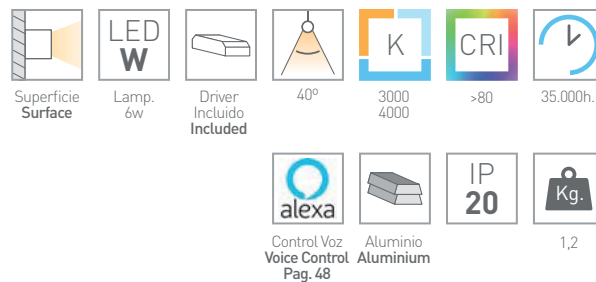 LED
W
K
CRI
Superficie
Surface
Lamp.
6w
Driver
Incluido
Included
40º
3000
4000
>80
35.000h.
alexa
IP
20
Kg.
Control Voz
Voice Control
Pag. 48
Aluminio
Aluminium
1,2